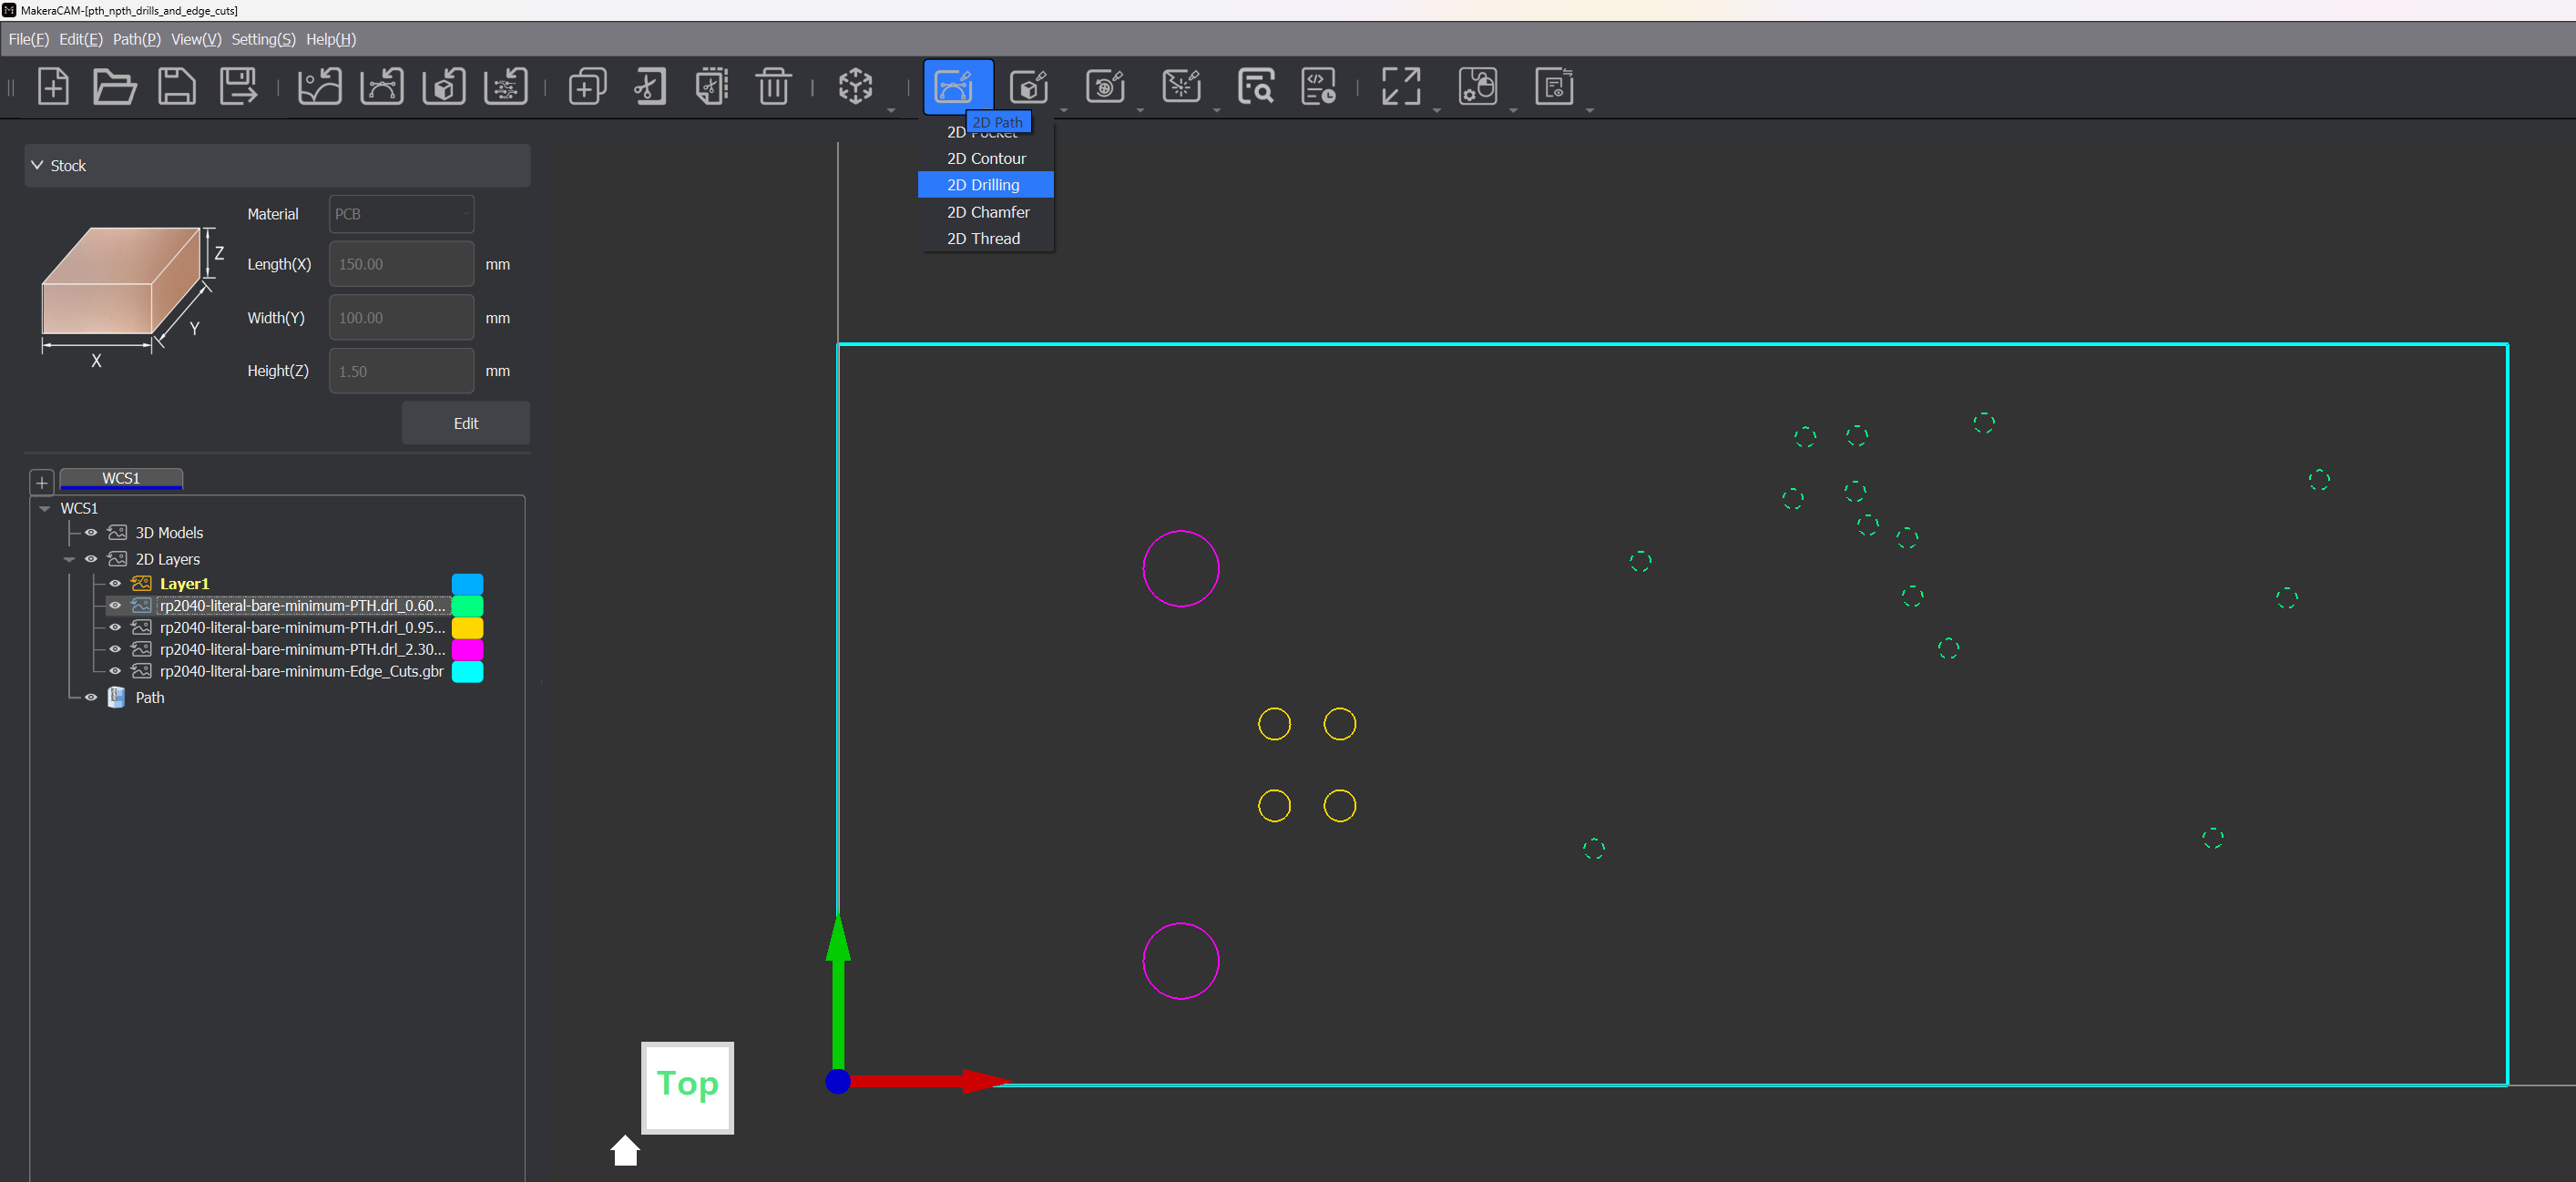 MakeraCAM-[pth_npth_drills_and_edge_cuts]
File(F) Edit(E) Path(P) View(V) Setting(S) Help(H)
2D Path
2D Pocket
2D Contour
2D Drilling
2D Chamfer
2D Thread
Stock
Material PCB
Length(X) 150.00 mm
Width(Y) 100.00 mm
Height(Z) 1.50 mm
Z
Y
X
Edit
+ WCS1
WCS1
3D Models
2D Layers
Layer1
rp2040-literal-bare-minimum-PTH.drl_0.60...
rp2040-literal-bare-minimum-PTH.drl_0.95...
rp2040-literal-bare-minimum-PTH.drl_2.30...
rp2040-literal-bare-minimum-Edge_Cuts.gbr
Path
Top